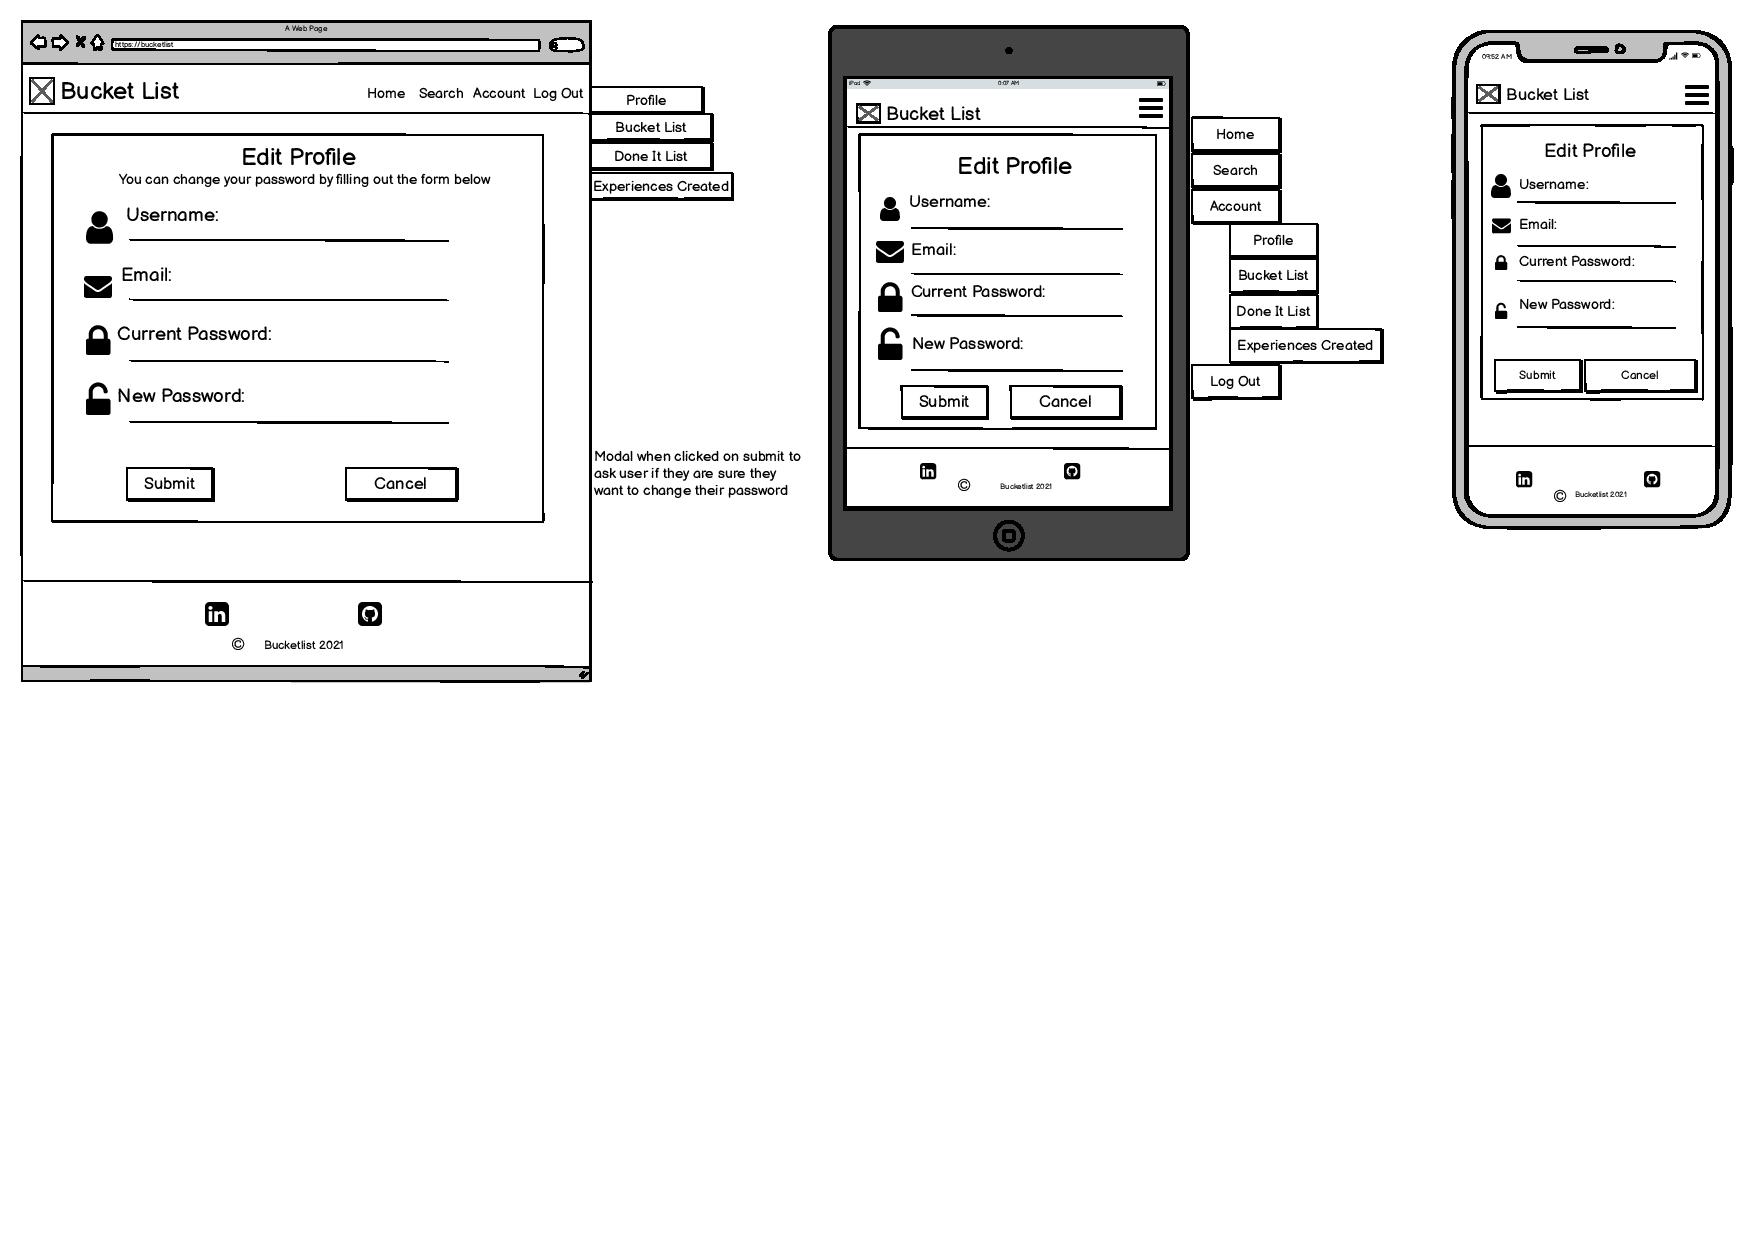 A Web Page
https://bucketlist
Bucket List
Home Search Account Log Out
Profile
Bucket List
Done It List
Experiences Created
Edit Profile
You can change your password by filling out the form below
Username:
Email:
Current Password:
New Password:
Submit Cancel
Modal when clicked on submit to
ask user if they are sure they
want to change their password
in
© Bucketlist 2021
iPad 0:07 AM
Bucket List
Edit Profile
Username:
Email:
Current Password:
New Password:
Submit Cancel
in
© Bucketlist 2021
Home
Search
Account
Profile
Bucket List
Done It List
Experiences Created
Log Out
09:52 AM
Bucket List
Edit Profile
Username:
Email:
Current Password:
New Password:
Submit Cancel
in
© Bucketlist 2021